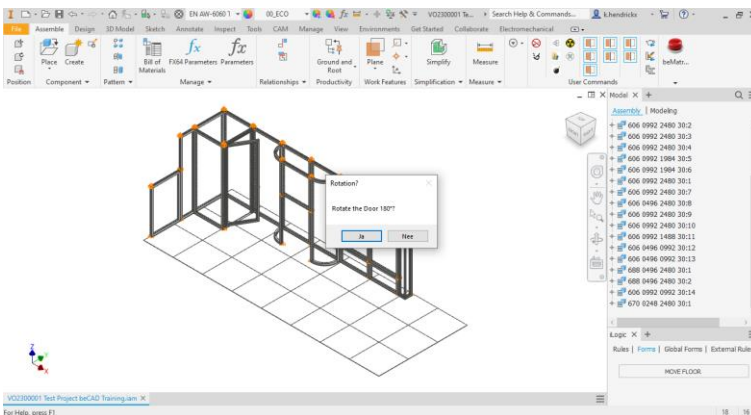 EN AW-6060 1
00_ECO
VO2300001 Te...
Search Help & Commands...
k.hendricks
File Assemble Design 3D Model Sketch Annotate Inspect Tools CAM Manage View Environments Get Started Collaborate Electromechanical
Place Create
Bill of Materials
FX64 Parameters Parameters
Ground and Root
Plane
Simplify
Measure
beMatr...
Position Component Pattern Manage Relationships Productivity Work Features Simplification Measure User Commands
Model
Assembly | Modeling
606 0992 2480 30:2
606 0992 2480 30:3
606 0992 2480 30:4
606 0992 1984 30:5
606 0992 1984 30:6
606 0992 2480 30:1
606 0992 2480 30:7
606 0496 2480 30:8
606 0992 2480 30:9
606 0992 2480 30:10
606 0992 1488 30:11
606 0496 0992 30:12
606 0496 0992 30:13
688 0496 2480 30:1
688 0496 2480 30:2
606 0992 0992 30:14
670 0248 2480 30:1
Rotation?
Rotate the Door 180°?
Ja
Nee
iLogic
Rules | Forms | Global Forms | External Rule
MOVE FLOOR
Z
VO2300001 Test Project beCAD Training.iam
For Help, press F1
18